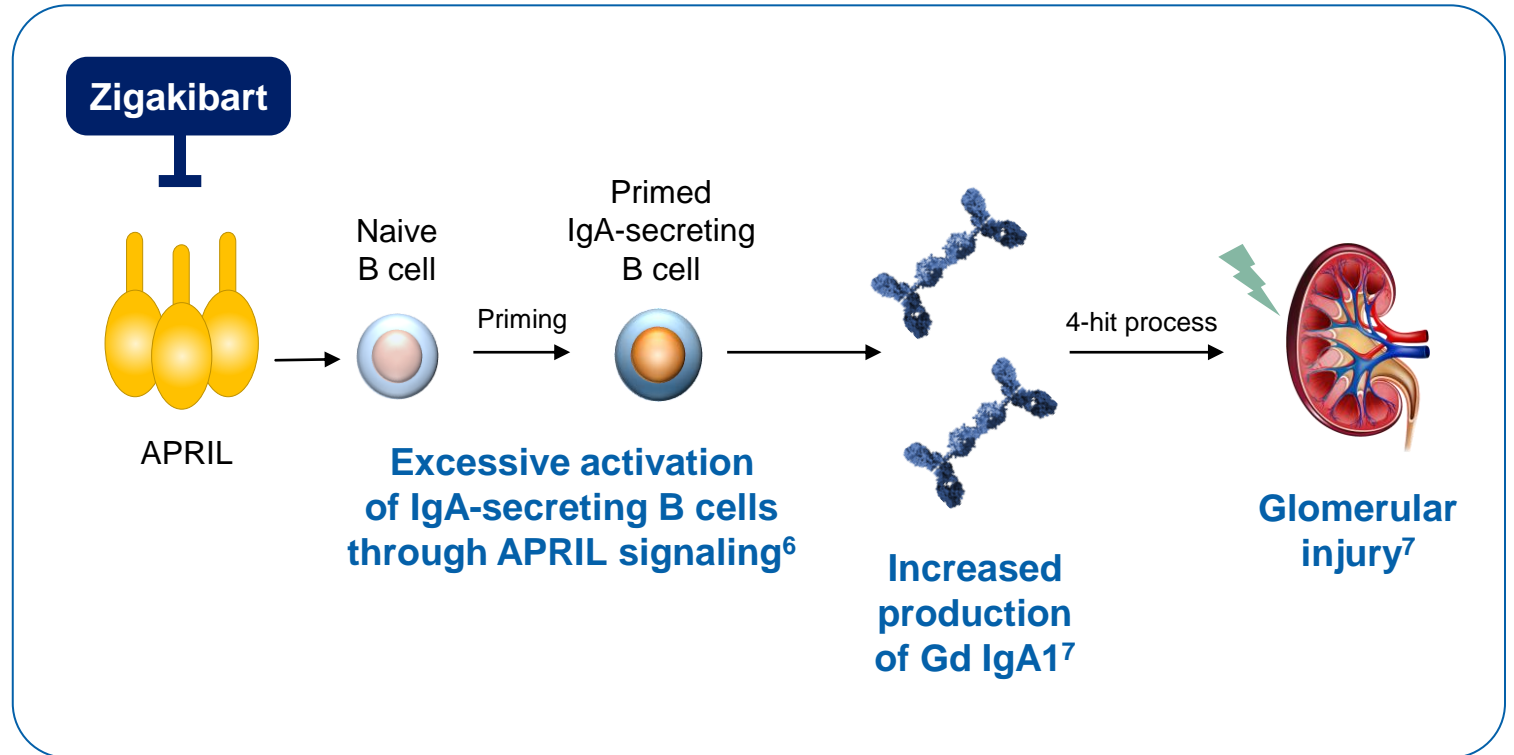 Zigakibart
APRIL
Naive
B cell
Priming
Primed
IgA-secreting
B cell
Excessive activation
of IgA-secreting B cells
through APRIL signaling⁶
Increased
production
of Gd IgA1⁷
4-hit process
Glomerular
injury⁷